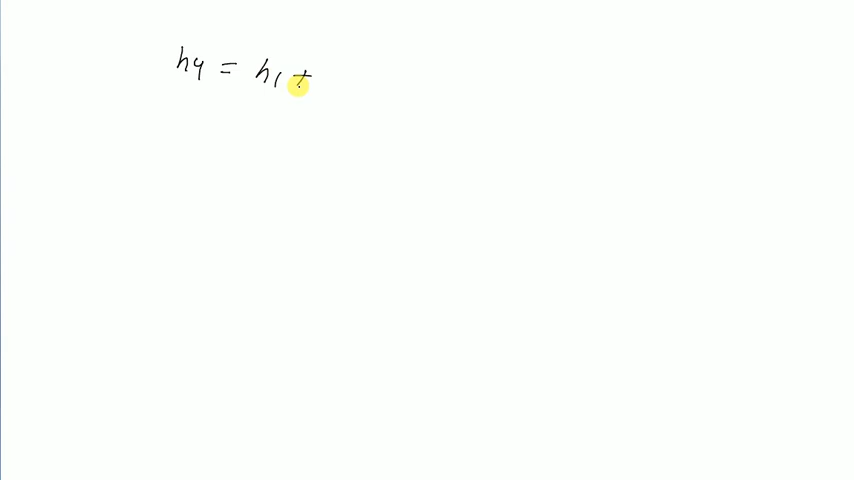 h4 = h1 +